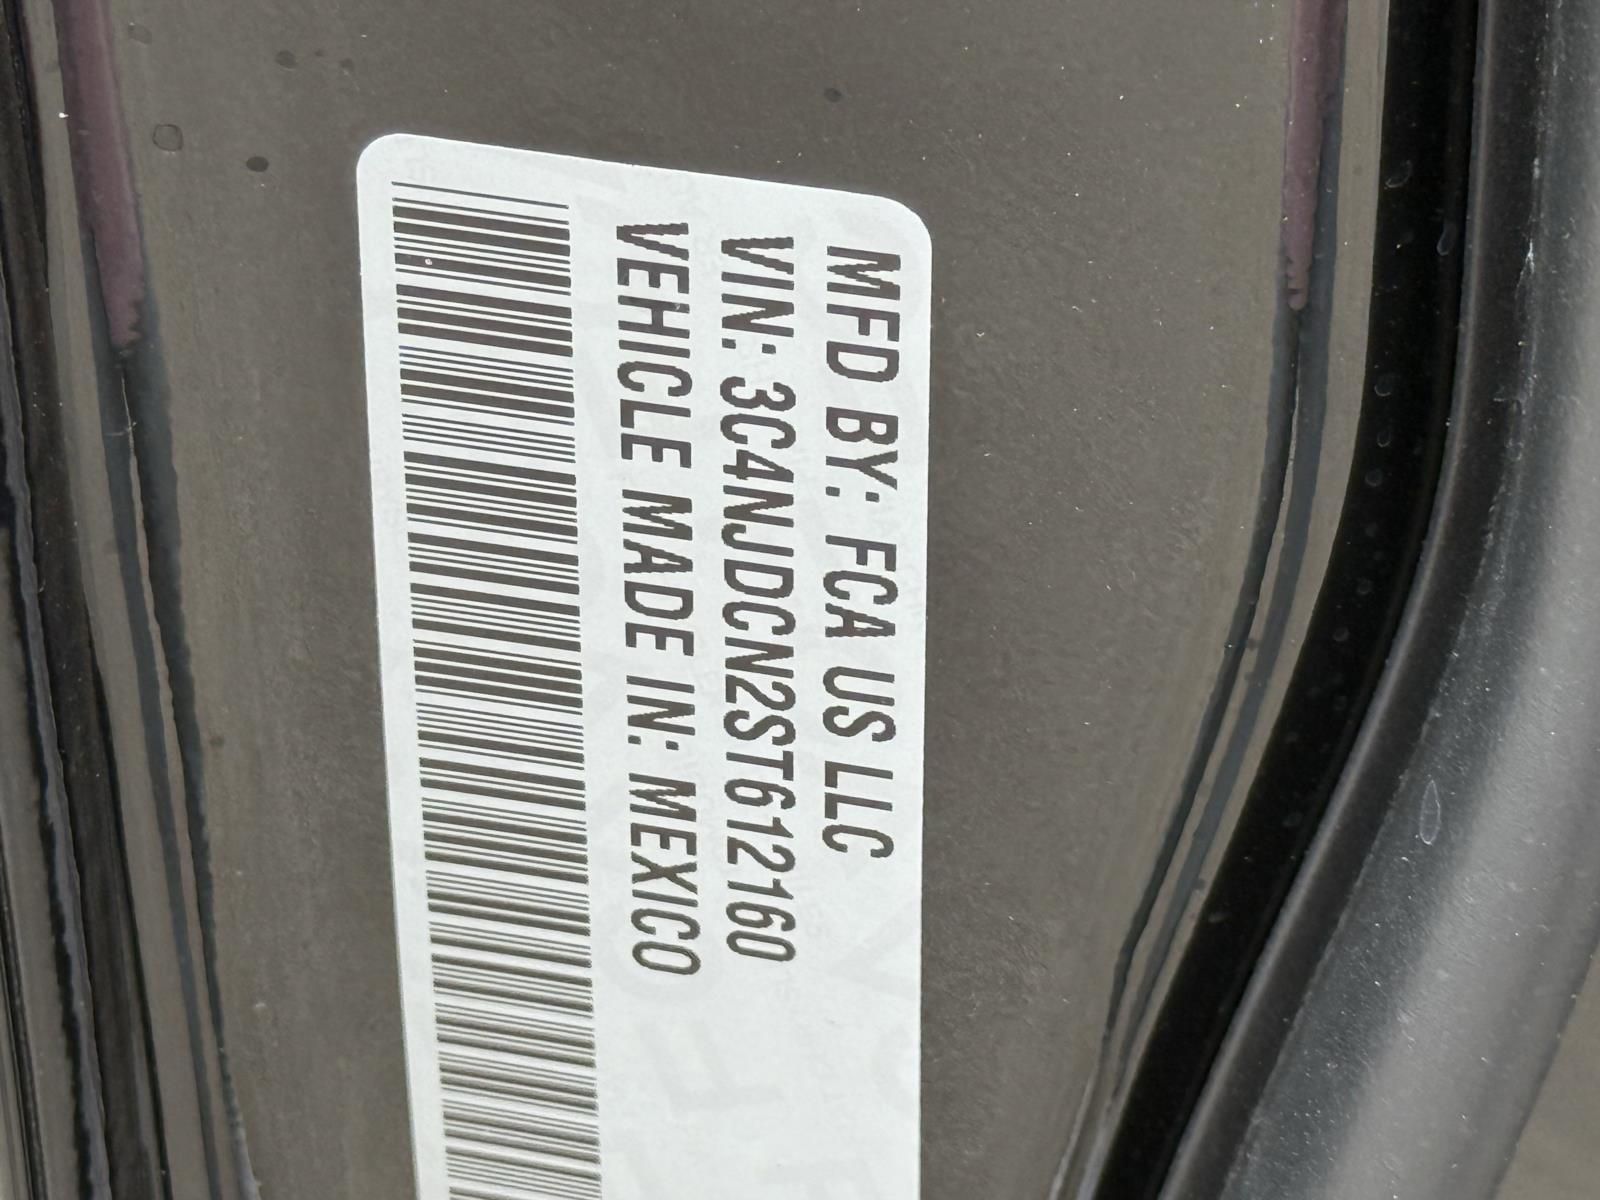 MFD BY: FCA US LLC
VIN: 3C4NJDCN2ST612160
VEHICLE MADE IN: MEXICO